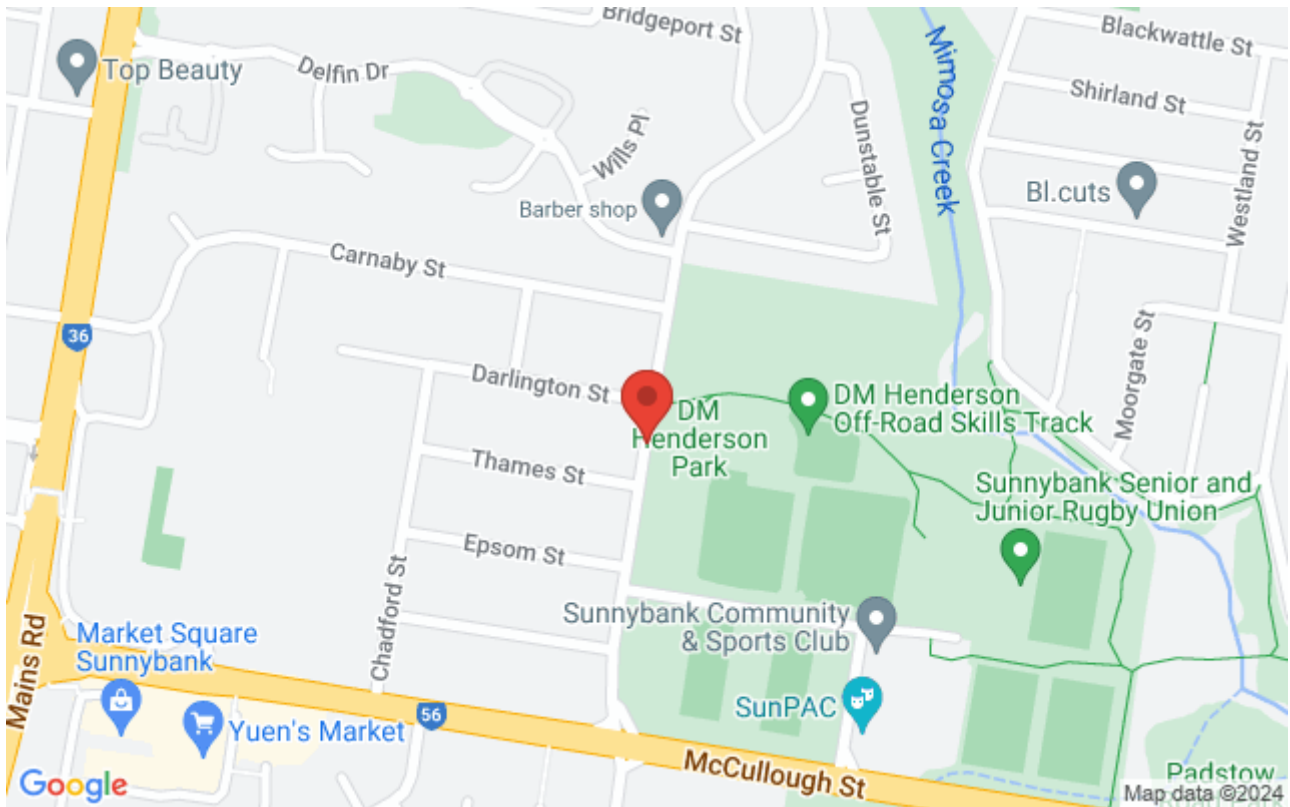 Bridgeport St
Blackwattle St
Top Beauty
Delfin Dr
Mimosa Creek
Shirland St
Wills Pl
Dunstable St
Westland St
Barber shop
Bl.cuts
Carnaby St
36
Moorgate St
Darlington St
DM Henderson
Off-Road Skills Track
DM
Henderson
Park
Thames St
Sunnybank Senior and
Junior Rugby Union
Epsom St
Chadford St
Sunnybank Community
& Sports Club
Market Square
Sunnybank
Mains Rd
SunPAC
56
Yuen's Market
McCullough St
Google
Padstow
Map data ©2024